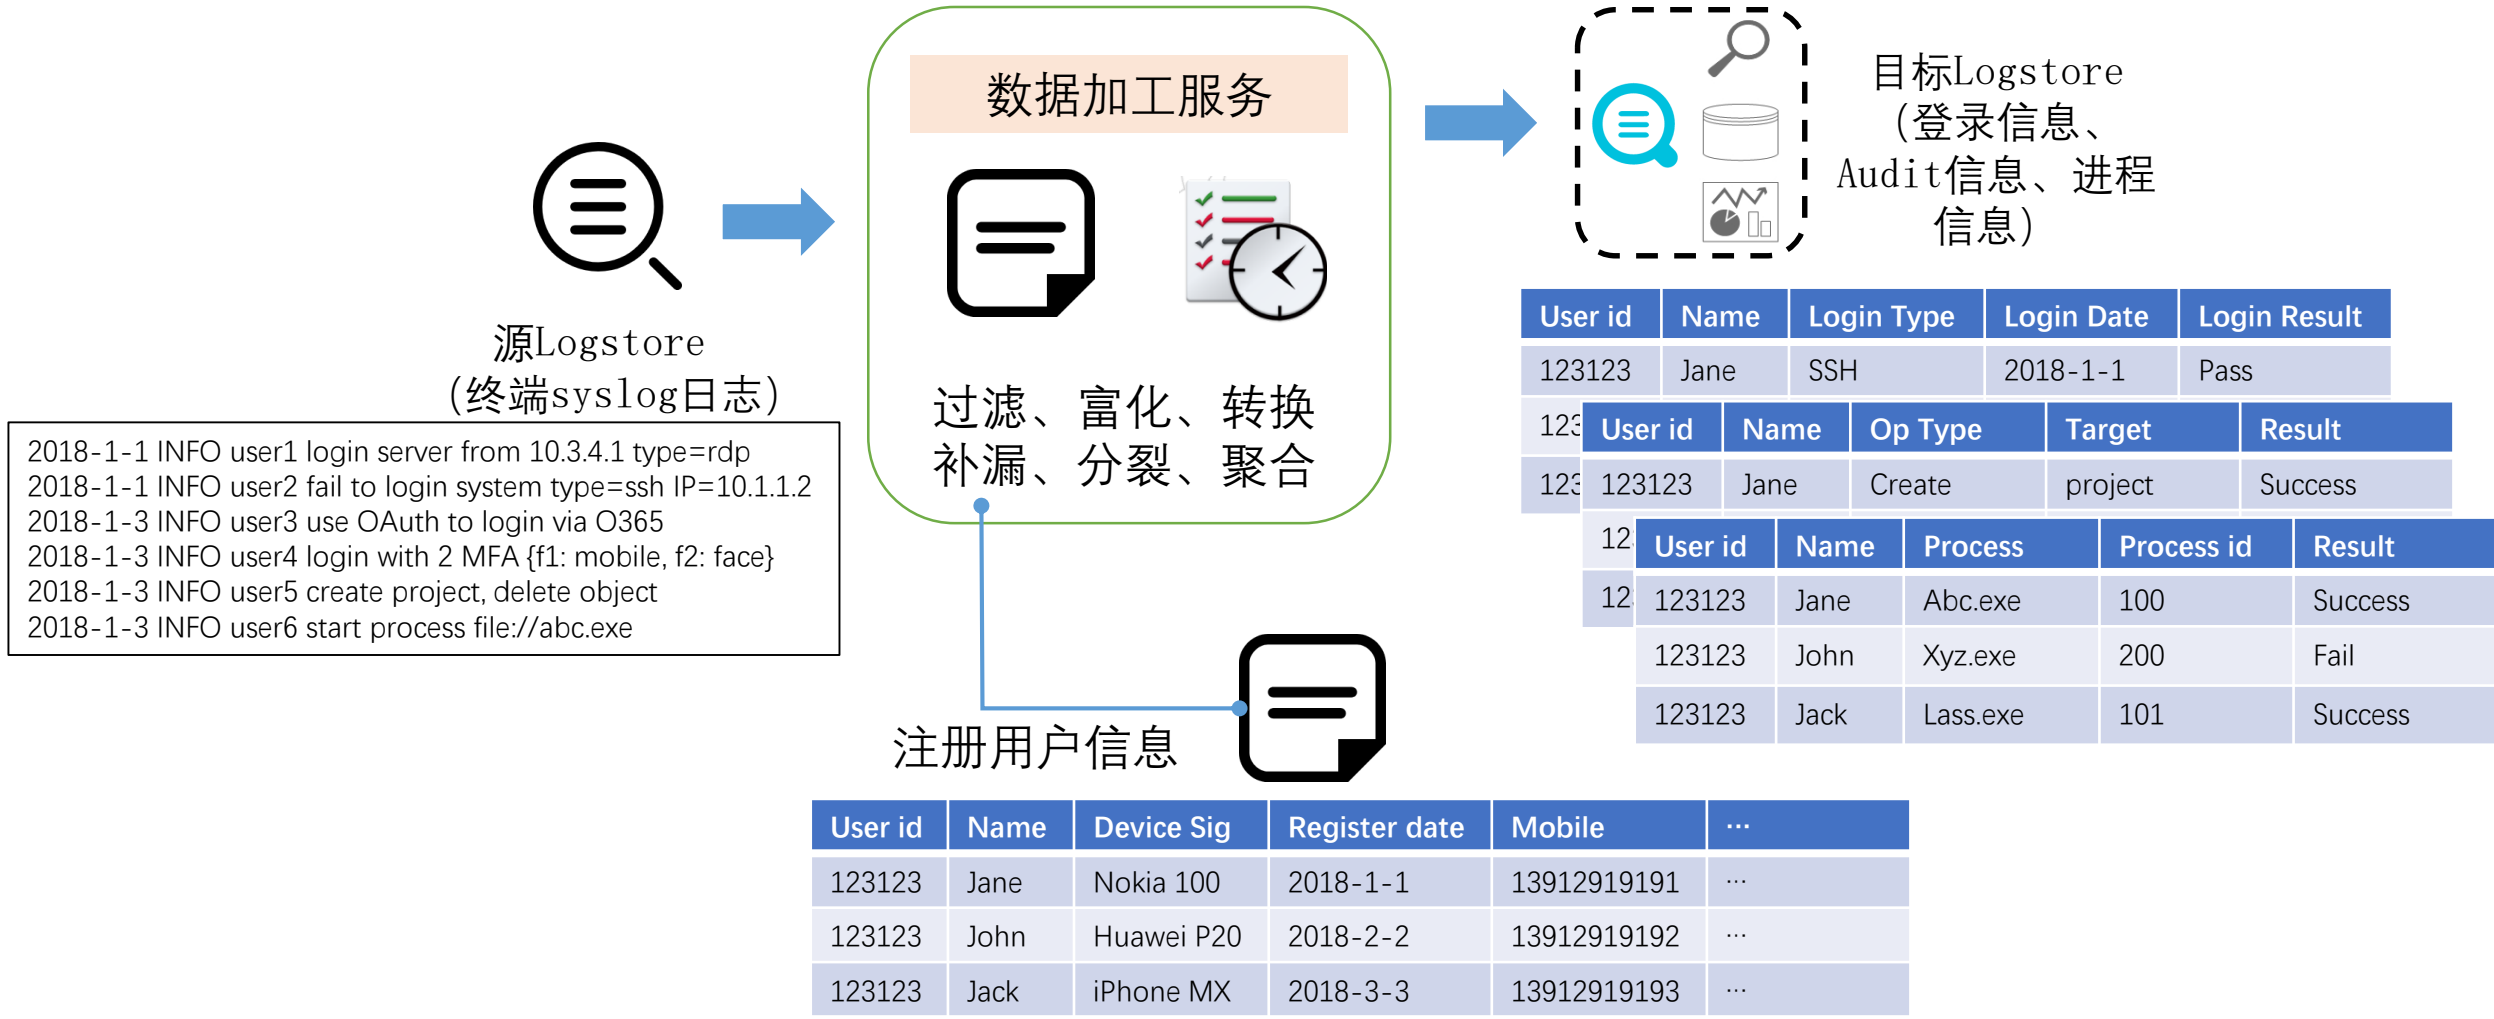 源Logstore
(终端syslog日志)
2018-1-1 INFO user1 login server from 10.3.4.1 type=rdp
2018-1-1 INFO user2 fail to login system type=ssh IP=10.1.1.2
2018-1-3 INFO user3 use OAuth to login via O365
2018-1-3 INFO user4 login with 2 MFA {f1: mobile, f2: face}
2018-1-3 INFO user5 create project, delete object
2018-1-3 INFO user6 start process file://abc.exe
数据加工服务
过滤、富化、转换
补漏、分裂、聚合
注册用户信息
User id Name Device Sig Register date Mobile ...
123123 Jane Nokia 100 2018-1-1 13912919191 ...
123123 John Huawei P20 2018-2-2 13912919192 ...
123123 Jack iPhone MX 2018-3-3 13912919193 ...
目标Logstore
(登录信息、
Audit信息、进程
信息)
User id Name Login Type Login Date Login Result
123123 Jane SSH 2018-1-1 Pass
User id Name Op Type Target Result
123123 Jane Create project Success
User id Name Process Process id Result
123123 Jane Abc.exe 100 Success
123123 John Xyz.exe 200 Fail
123123 Jack Lass.exe 101 Success